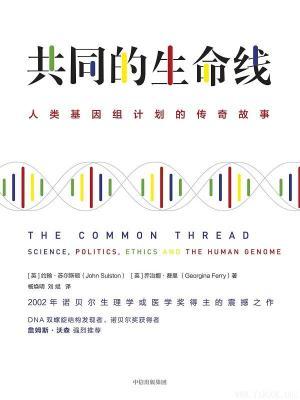 共同的生命线
人类基因组计划的传奇故事
THE COMMON THREAD
SCIENCE, POLITICS, ETHICS AND THE HUMAN GENOME
[英]约翰·苏尔斯顿(John Sulston) [英]乔治娜·费里(Georgina Ferry) 著
杨焕明 刘斌 译
2002年诺贝尔生理学或医学奖得主的震撼之作
DNA双螺旋结构发现者、诺贝尔奖获得者
詹姆斯·沃森 强烈推荐
中信出版集团